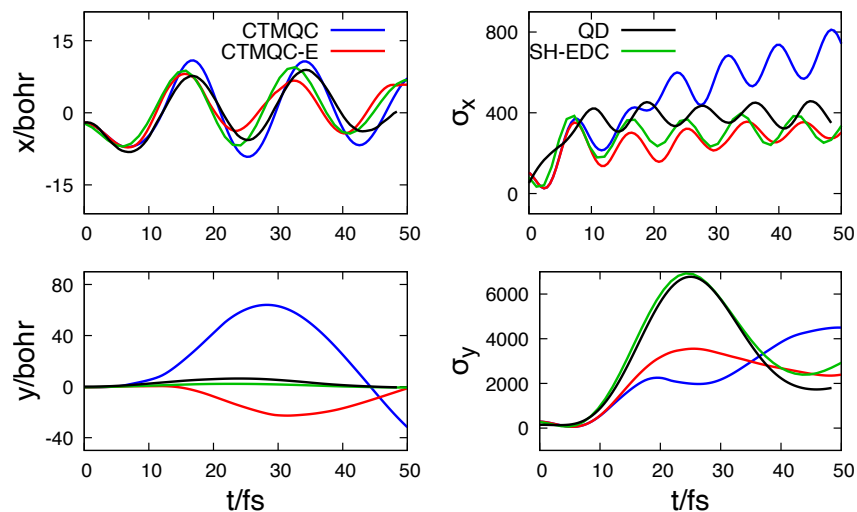 x/bohr
15
0
-15
CTMQC
CTMQC-E
0 10 20 30 40 50
σx
800
400
0
QD
SH-EDC
0 10 20 30 40 50
y/bohr
80
40
0
-40
0 10 20 30 40 50
t/fs
σy
6000
4000
2000
0
0 10 20 30 40 50
t/fs